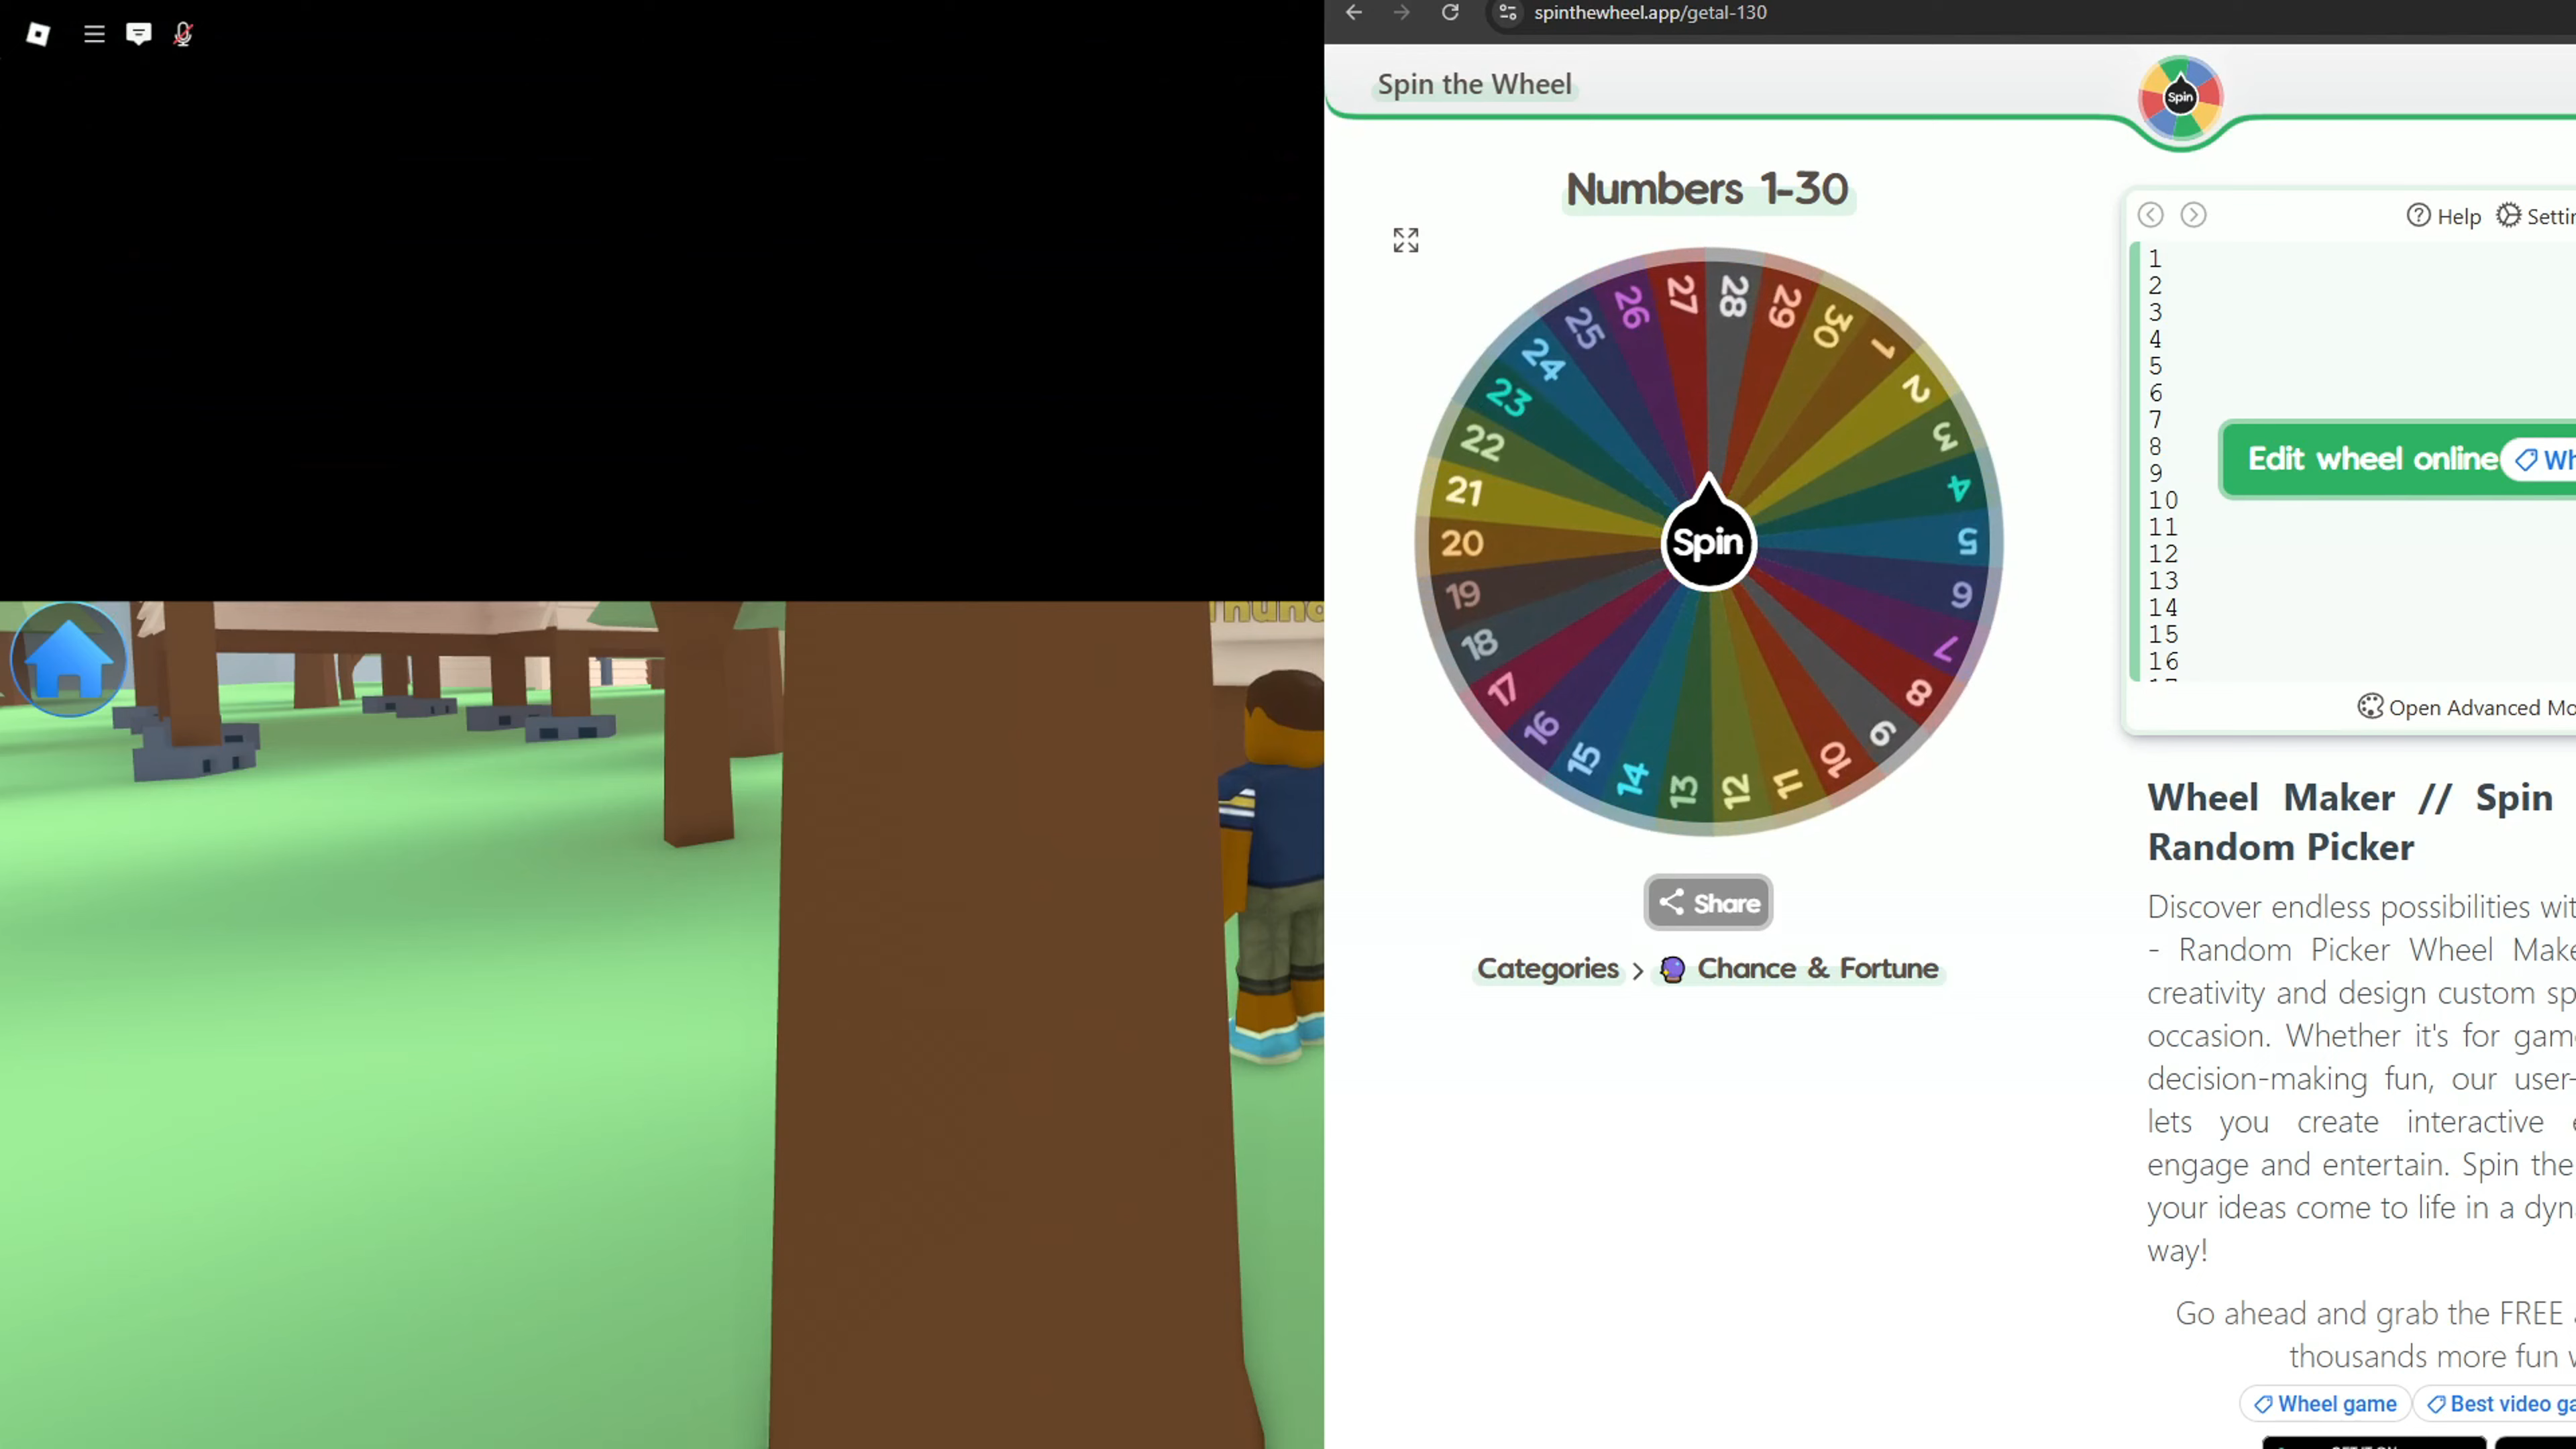 spinthewheel.app/getal-130
Spin the Wheel
Spin
Numbers 1-30
Help
1
2
3
4
5
6
7
8
9
10
11
12
13
14
15
16
Edit wheel online
27
28
29
30
1
2
3
4
5
6
7
8
9
10
11
12
13
14
15
16
17
18
19
20
21
22
23
24
25
26
Spin
Open Advanced
Share
Categories > Chance & Fortune
Wheel Maker // Spin
Random Picker
Discover endless possibilities
- Random Picker Wheel
creativity and design custom
occasion. Whether it's for
decision-making fun, our
lets you create interactive
engage and entertain. Spin the
your ideas come to life in a
way!
Go ahead and grab the FREE
thousands more fun
Wheel game
Best video